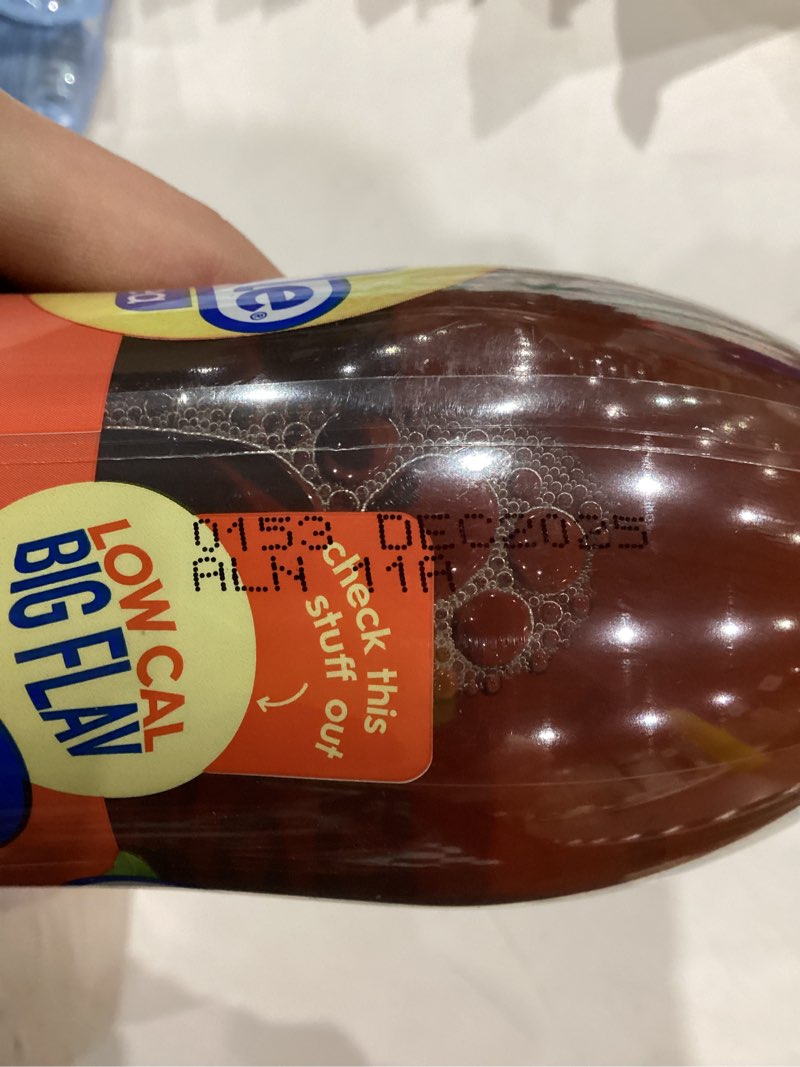 0153 DEC2025
ALN 11A
LOW CAL
BIG FLAV
check this
stuff out